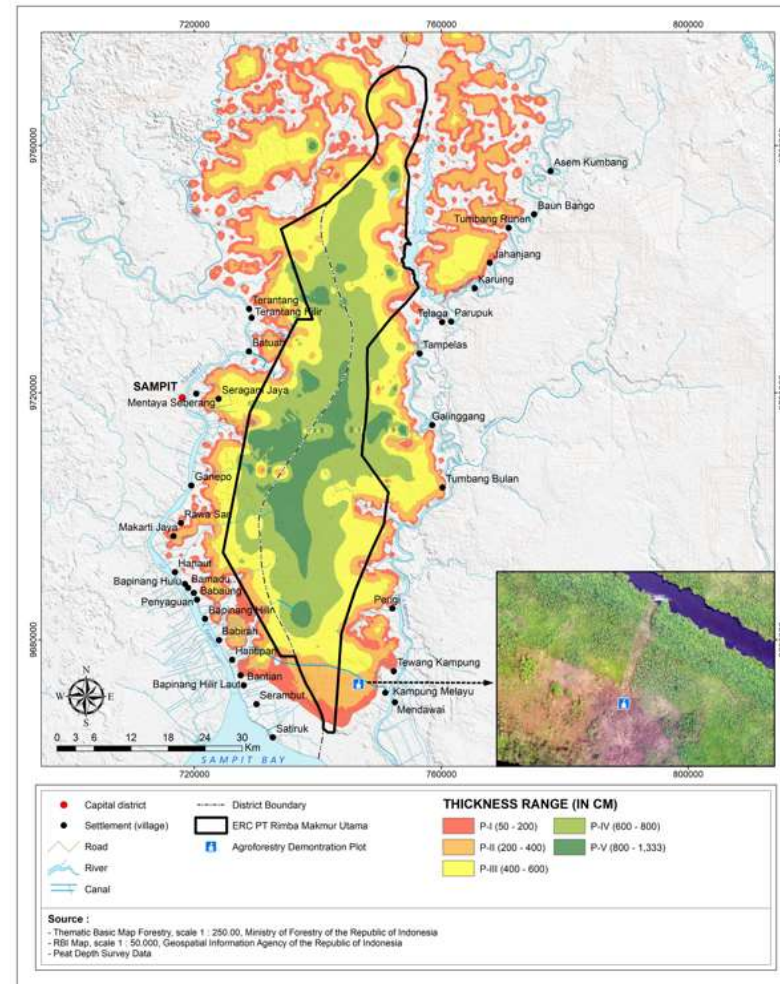 720000 760000 800000
9760000
Asem Kumbang
Baun Bango
Tumbang Runen
Jahanjang
Karuing
Terantang
Terantang Hilir
Telaga Parupuk
Batuah
Tampelas
SAMPIT
Mentaya Seberang
Seragam Jaya
9720000
Galinggang
Ganepo
Tumbang Bulan
Rawa Sari
Makarti Jaya
Hanaut
Bapinang Hulu
Bamadu
Babaung
Penyaguan
Bapinang Hilir
Pengi
Babirah
9680000
Hantipan
Tewang Kampung
Bantian
Bapinang Hilir Laut
Kampung Melayu
Serambut
Mendawai
Satiruk
N
W E
S
0 3 6 12 18 24 30
Km
SAMPIT BAY
720000 760000 800000
Capital district
Settlement (village)
Road
River
Canal
District Boundary
ERC PT Rimba Makmur Utama
Agroforestry Demontration Plot
THICKNESS RANGE (IN CM)
P-I (50 - 200)
P-II (200 - 400)
P-III (400 - 600)
P-IV (600 - 800)
P-V (800 - 1,333)
Source :
- Thematic Basic Map Forestry, scale 1 : 250.00, Ministry of Forestry of the Republic of Indonesia
- RBI Map, scale 1 : 50.000, Geospatial Information Agency of the Republic of Indonesia
- Peat Depth Survey Data